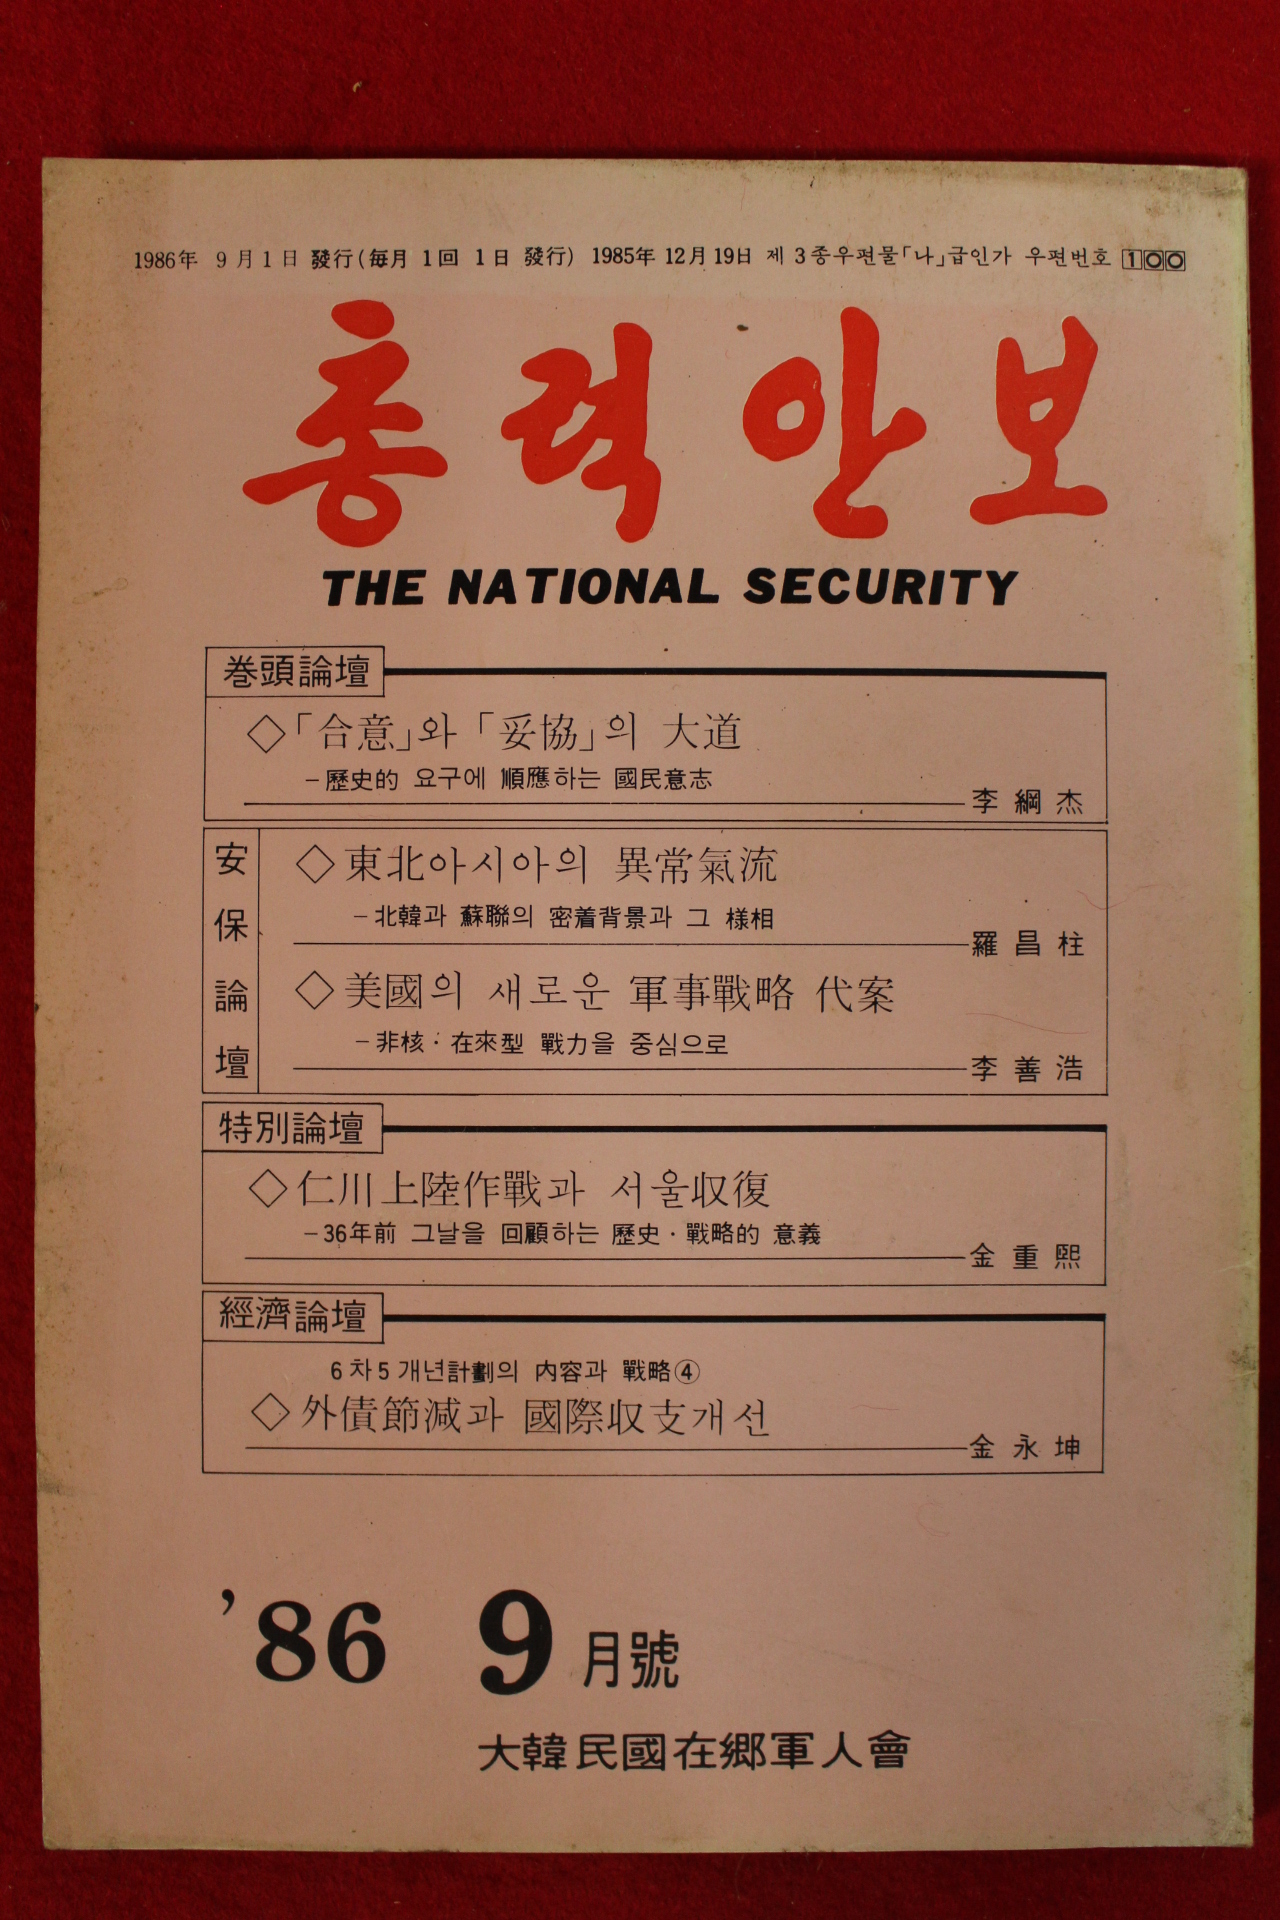 1986年 9月1日 發行(毎月 1回 1日 發行) 1985年 12月19日 제3종우편물「나」급인가 우편번호 100
총력안보
THE NATIONAL SECURITY
巻頭論壇
◇「合意」와 「妥協」의 大道
－歷史的 요구에 順應하는 國民意志
李綱杰
安保論壇
◇東北아시아의 異常氣流
－北韓과 蘇聯의 密着背景과 그 樣相
羅昌柱
◇美國의 새로운 軍事戰略 代案
－非核·在來型 戰力을 중심으로
李善浩
特別論壇
◇仁川上陸作戰과 서울収復
－36年前 그날을 回顧하는 歷史·戰略的 意義
金重熙
經濟論壇
6차5개년計劃의 内容과 戰略④
◇外債節減과 國際収支개선
金永坤
'86 9月號
大韓民國在鄕軍人會